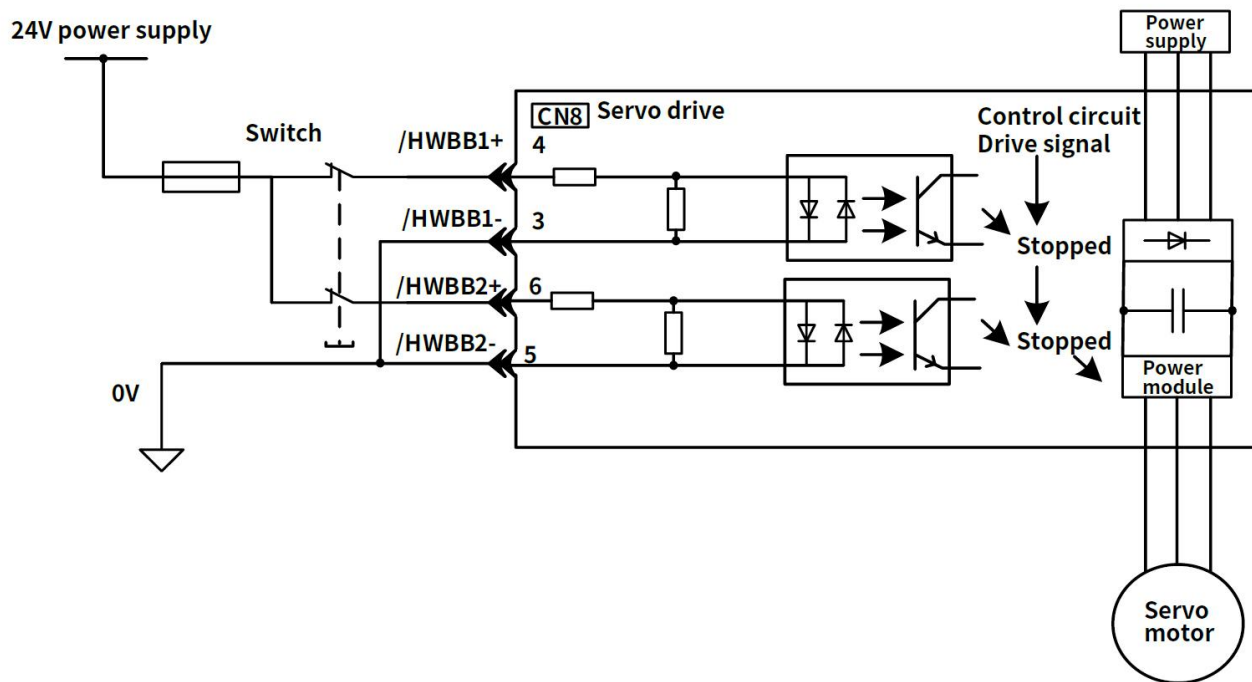 24V power supply
Power
supply
CN8 Servo drive
Control circuit
Drive signal
Switch
/HWBB1+
4
/HWBB1-
3
Stopped
/HWBB2+
6
/HWBB2-
5
Stopped
Power
module
0V
Servo
motor